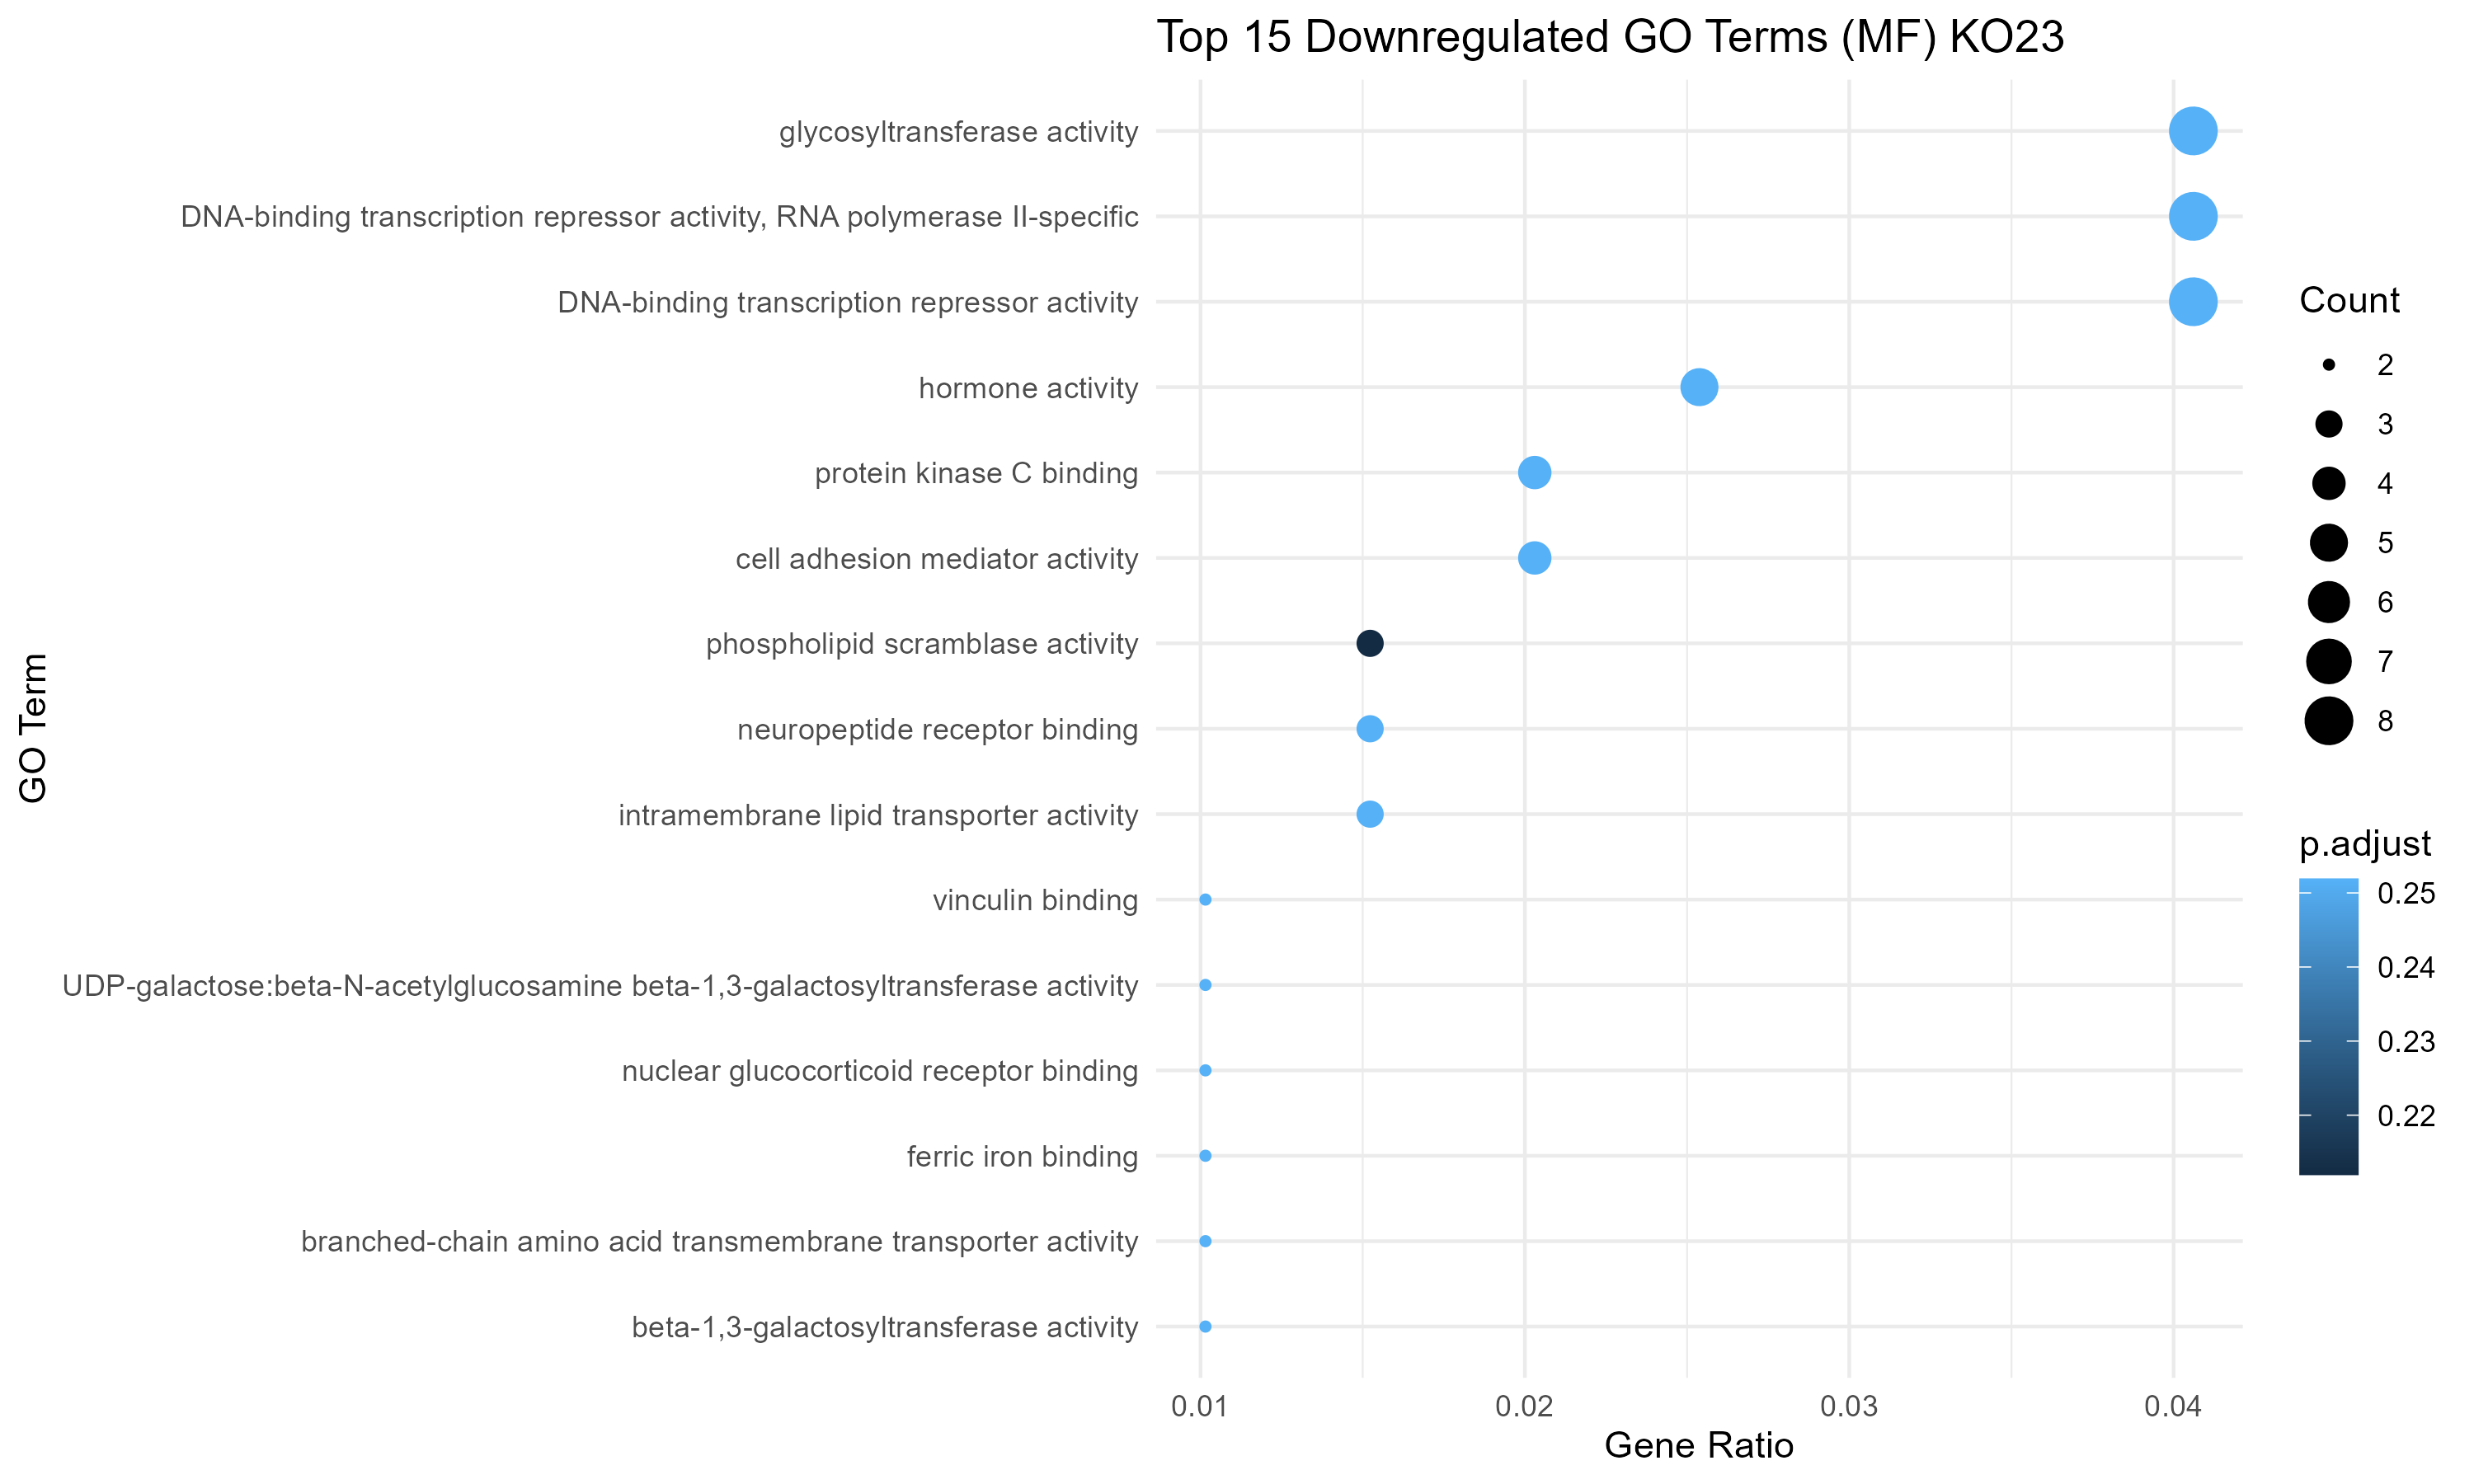 Top 15 Downregulated GO Terms (MF) KO23
GO Term
glycosyltransferase activity
DNA-binding transcription repressor activity, RNA polymerase II-specific
DNA-binding transcription repressor activity
hormone activity
protein kinase C binding
cell adhesion mediator activity
phospholipid scramblase activity
neuropeptide receptor binding
intramembrane lipid transporter activity
vinculin binding
UDP-galactose:beta-N-acetylglucosamine beta-1,3-galactosyltransferase activity
nuclear glucocorticoid receptor binding
ferric iron binding
branched-chain amino acid transmembrane transporter activity
beta-1,3-galactosyltransferase activity
0.01 0.02 0.03 0.04
Gene Ratio
Count
2
3
4
5
6
7
8
p.adjust
0.25
0.24
0.23
0.22